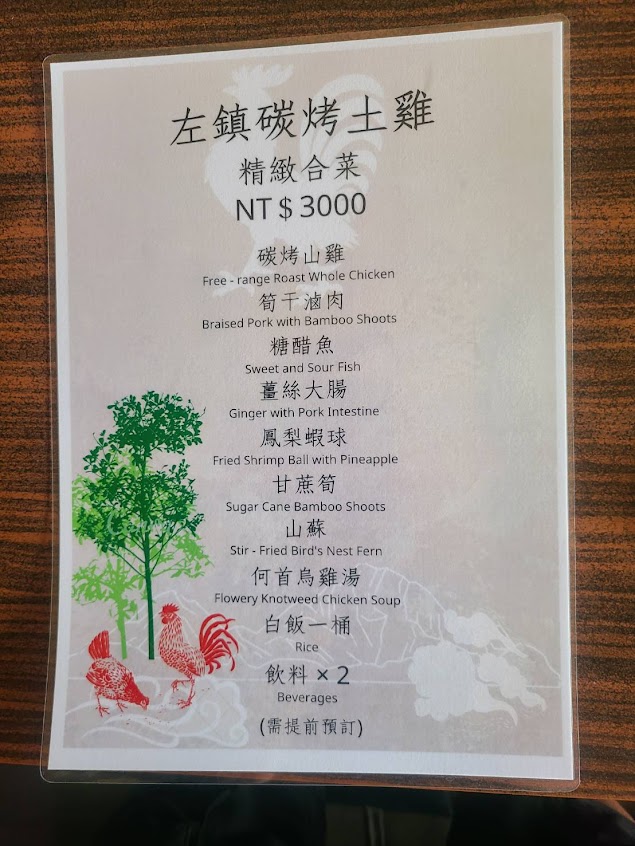 左鎮碳烤土雞
精緻合菜
NT$3000
碳烤山雞
Free - range Roast Whole Chicken
筍干滷肉
Braised Pork with Bamboo Shoots
糖醋魚
Sweet and Sour Fish
薑絲大腸
Ginger with Pork Intestine
鳳梨蝦球
Fried Shrimp Ball with Pineapple
甘蔗筍
Sugar Cane Bamboo Shoots
山蘇
Stir - Fried Bird's Nest Fern
何首烏雞湯
Flowery Knotweed Chicken Soup
白飯一桶
Rice
飲料×2
Beverages
(需提前預訂)